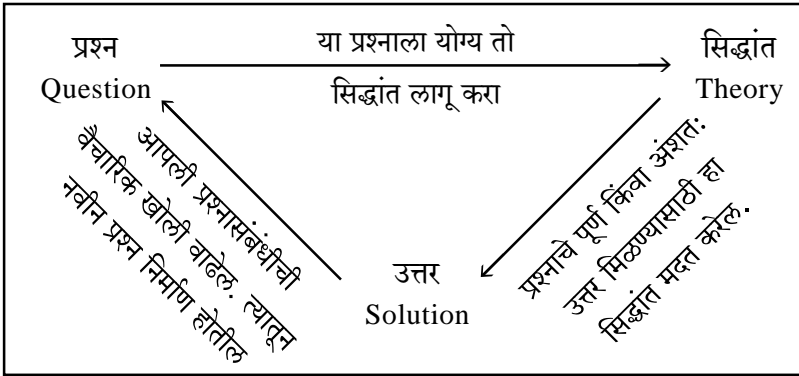 प्रश्न
Question
या प्रश्नाला योग्य तो
सिद्धांत लागू करा
सिद्धांत
Theory
प्रश्नाचे पूर्ण किंवा अंशतः
उत्तर मिळण्यासाठी हा
सिद्धांत मदत करेल.
उत्तर
Solution
आपली प्रश्नासंबंधीची
वैचारिक खोली वाढेल. त्यातून
नवीन प्रश्न निर्माण होतील